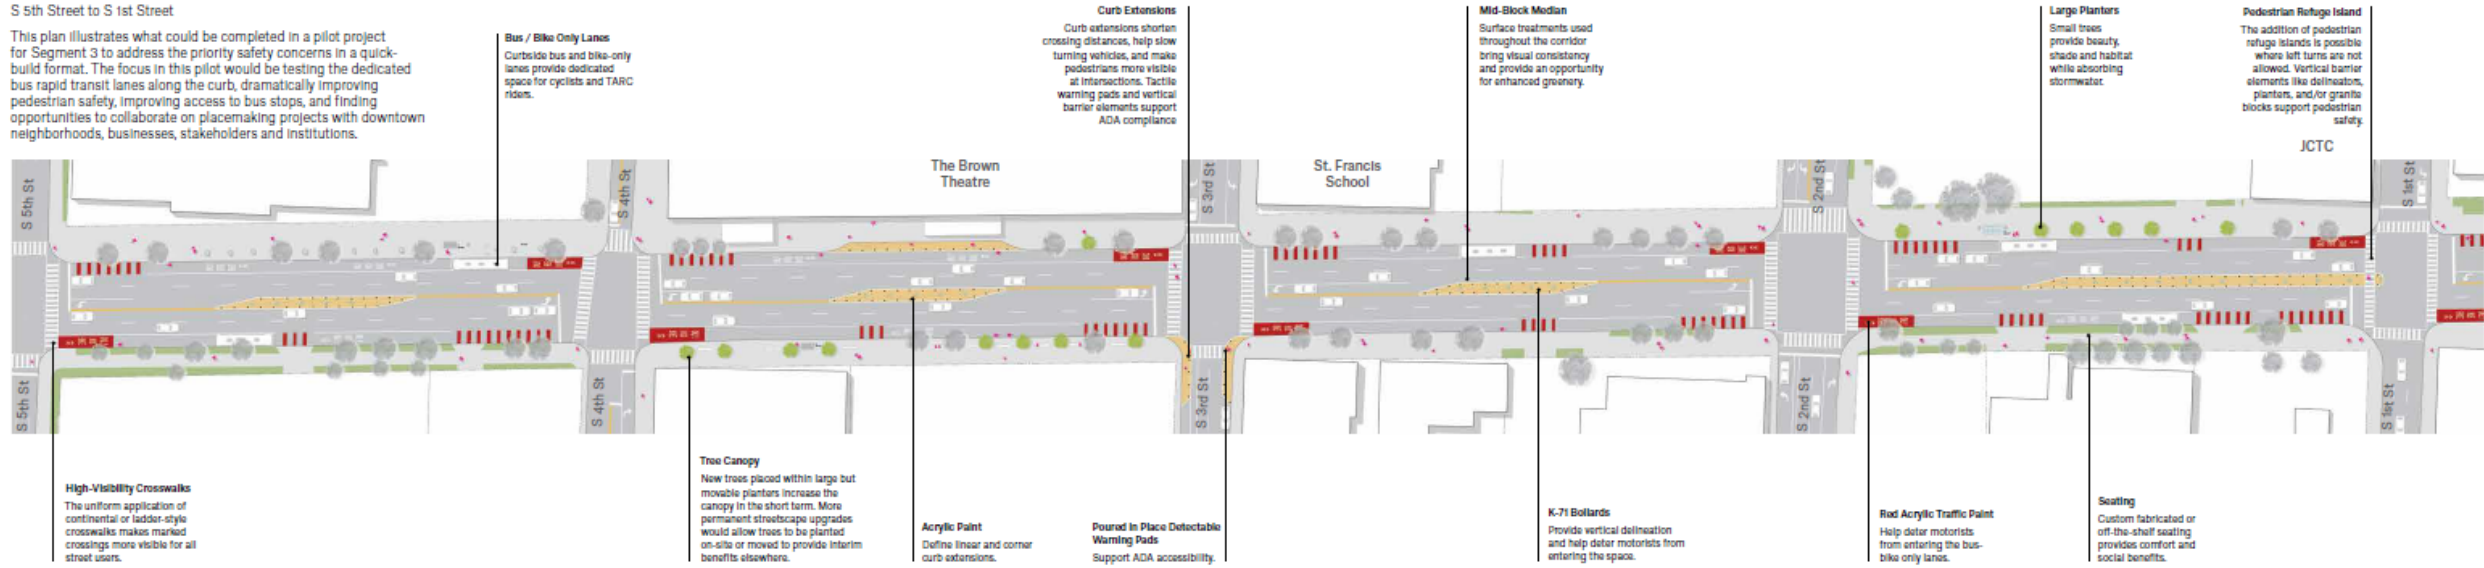 S 5th Street to S 1st Street
This plan illustrates what could be completed in a pilot project
for Segment 3 to address the priority safety concerns in a quick-
build format. The focus in this pilot would be testing the dedicated
bus rapid transit lanes along the curb, dramatically improving
pedestrian safety, improving access to bus stops, and finding
opportunities to collaborate on placemaking projects with downtown
neighborhoods, businesses, stakeholders and institutions.
Bus / Bike Only Lanes
Curbside bus and bike-only
lanes provide dedicated
space for cyclists and TARC
riders.
Curb Extensions
Curb extensions shorten
crossing distances, help slow
turning vehicles, and make
pedestrians more visible
at intersections. Tactile
warning pads and vertical
barrier elements support
ADA compliance
Mid-Block Median
Surface treatments used
throughout the corridor
bring visual consistency
and provide an opportunity
for enhanced greenery.
Large Planters
Small trees
provide beauty,
shade and habitat
while absorbing
stormwater.
Pedestrian Refuge Island
The addition of pedestrian
refuge islands is possible
where left turns are not
allowed. Vertical barrier
elements like delineators,
planters, and/or granite
blocks support pedestrian
safety.
JCTC
The Brown
Theatre
St. Francis
School
S 5th St
S 4th St
S 3rd St
S 2nd St
S 1st St
S 5th St
S 4th St
S 3rd St
S 2nd St
S 1st St
High-Visibility Crosswalks
The uniform application of
continental or ladder-style
crosswalks makes marked
crossings more visible for all
street users.
Tree Canopy
New trees placed within large but
movable planters increase the
canopy in the short term. More
permanent streetscape upgrades
would allow trees to be planted
on-site or moved to provide interim
benefits elsewhere.
Acrylic Paint
Define linear and corner
curb extensions.
Poured In Place Detectable
Warning Pads
Support ADA accessibility.
K-71 Bollards
Provide vertical delineation
and help deter motorists from
entering the space.
Red Acrylic Traffic Paint
Help deter motorists
from entering the bus-
bike only lanes.
Seating
Custom fabricated or
off-the-shelf seating
provides comfort and
social benefits.